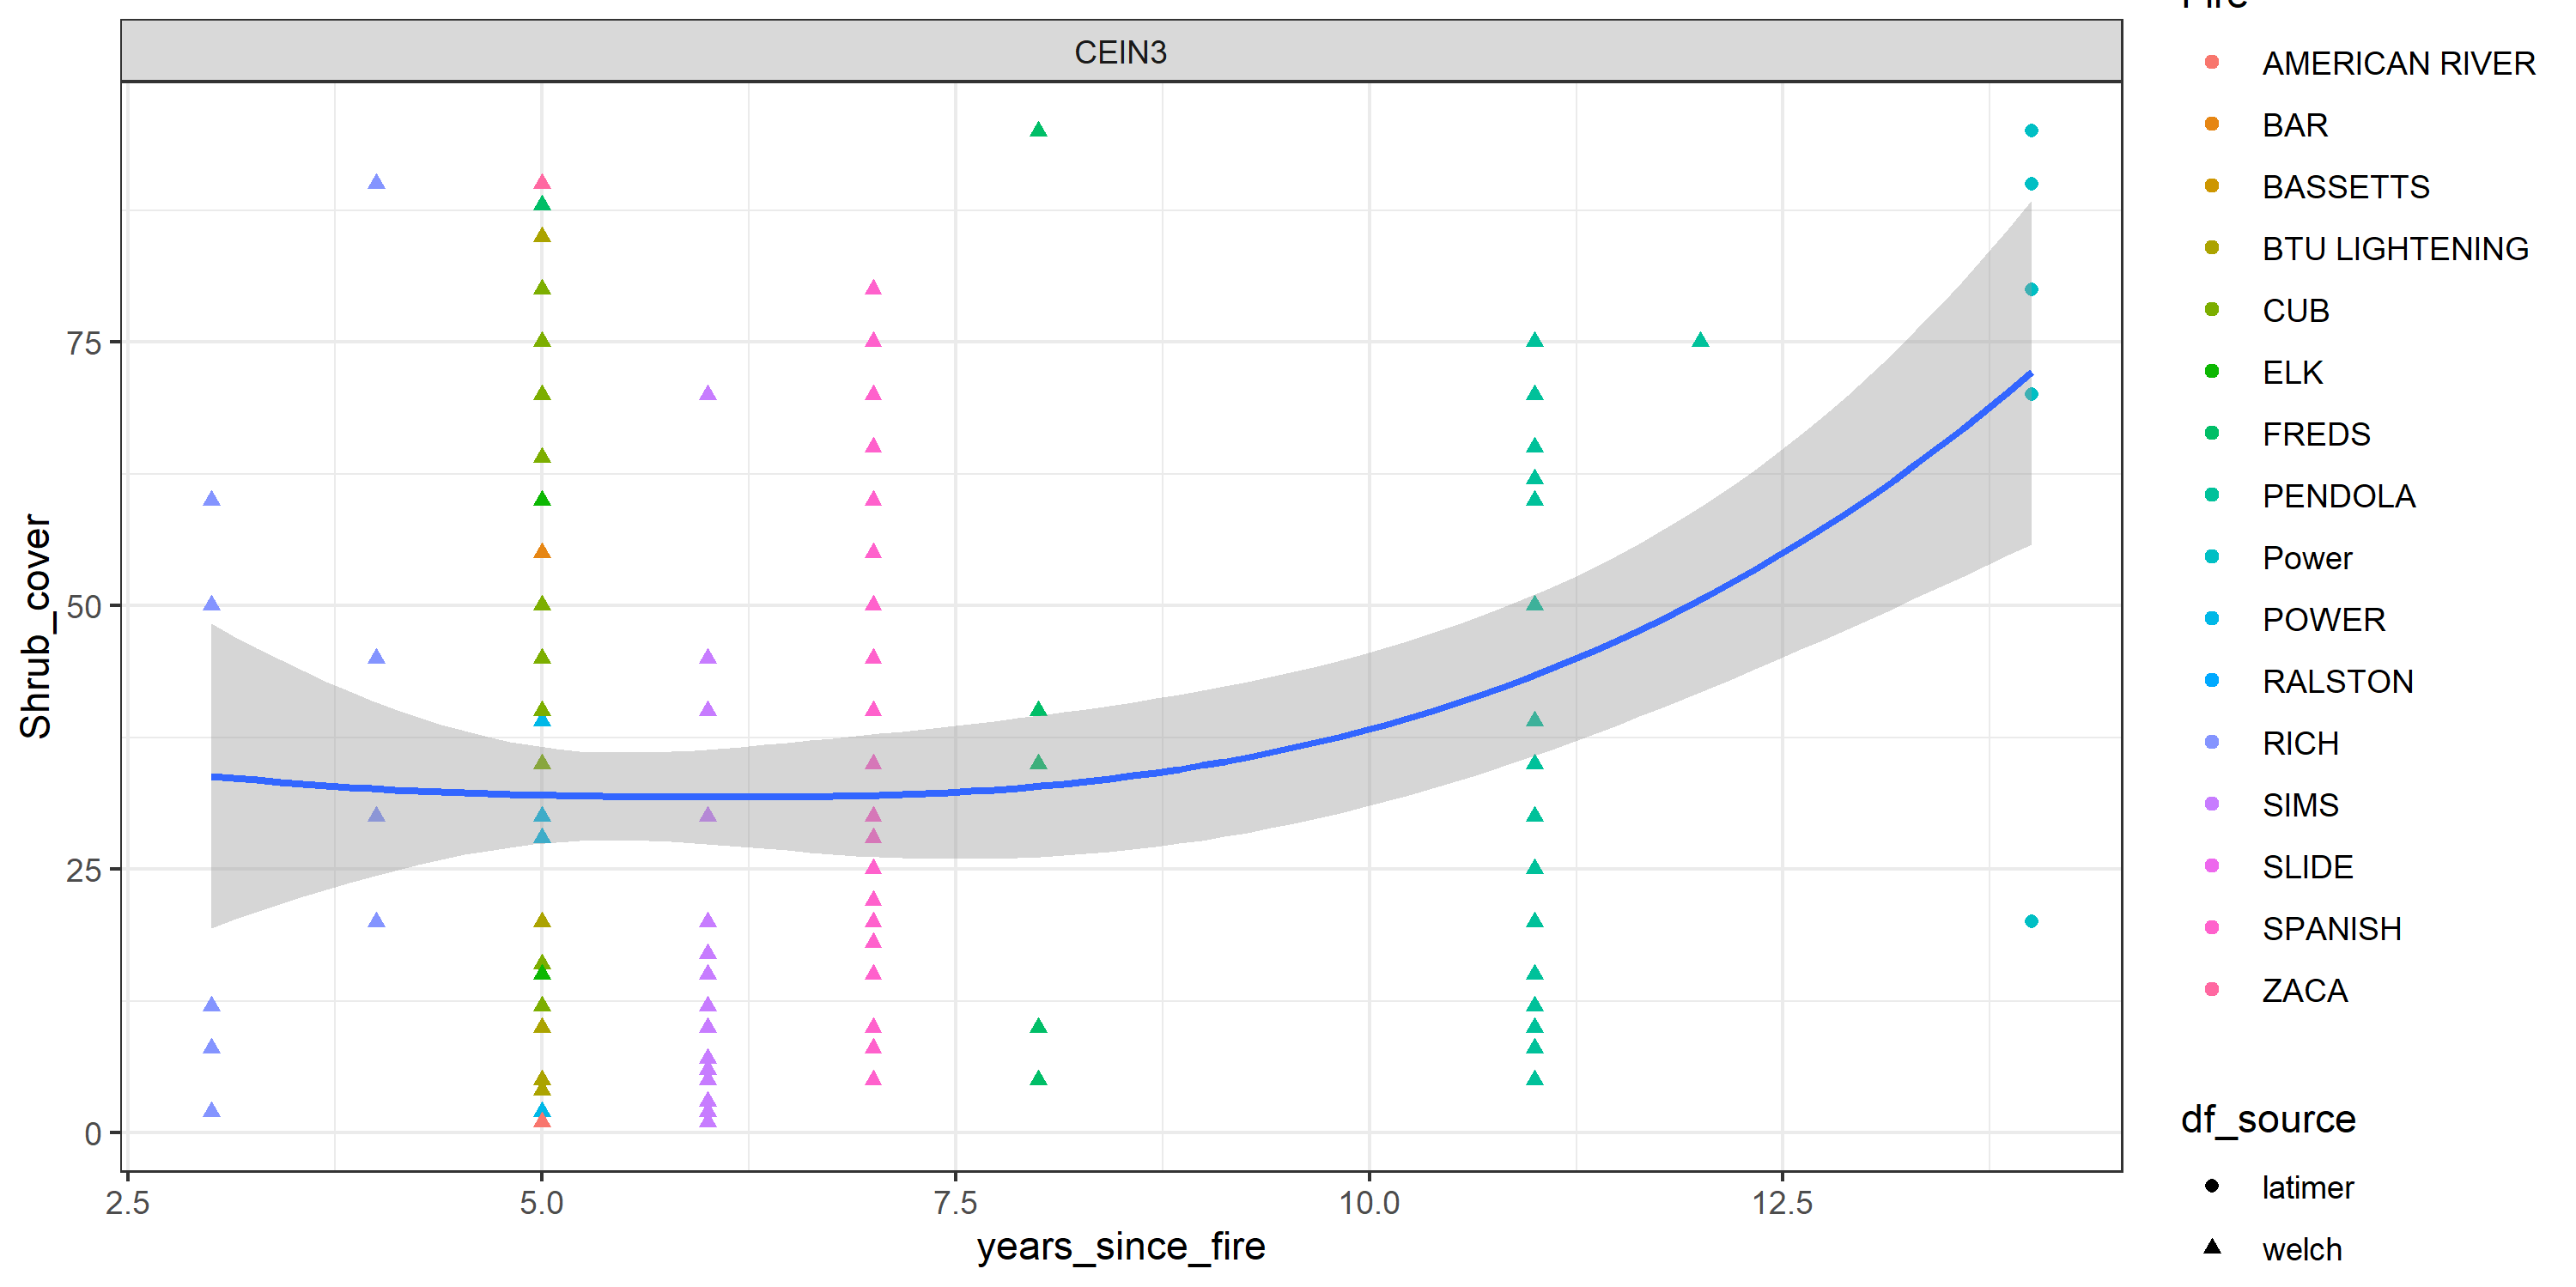 CEIN3
Shrub_cover
75
50
25
0
2.5 5.0 7.5 10.0 12.5
years_since_fire
Fire
AMERICAN RIVER
BAR
BASSETTS
BTU LIGHTENING
CUB
ELK
FREDS
PENDOLA
Power
POWER
RALSTON
RICH
SIMS
SLIDE
SPANISH
ZACA
df_source
latimer
welch